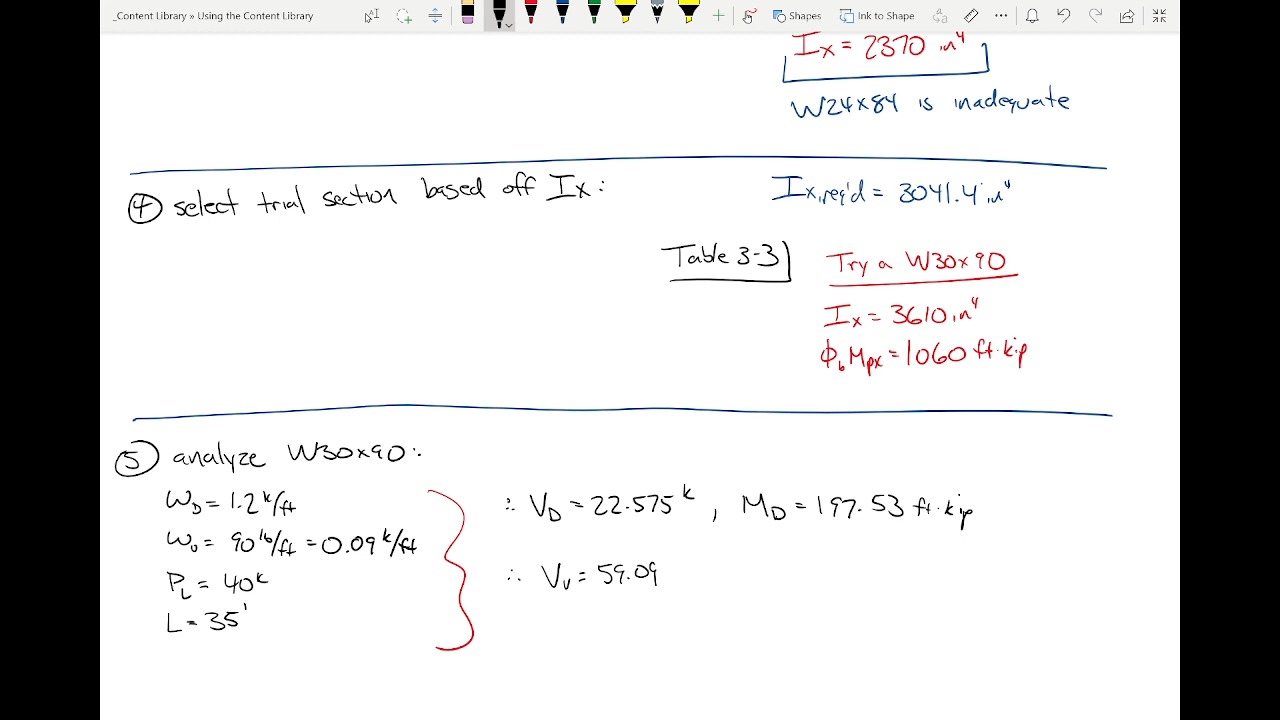 _Content Library » Using the Content Library
Shapes
Ink to Shape
Ix = 2370 in⁴
W24x84 is inadequate
④ select trial section based off Ix:
Ix,req'd = 3041.4 in⁴
Table 3-3
Try a W30x90
Ix = 3610 in⁴
ϕbMpx = 1060 ft·kip
⑤ analyze W30x90:
WD = 1.2 k/ft
Wv = 90 lb/ft = 0.09 k/ft
PL = 40k
L = 35'
∴ VD = 22.575k, MD = 197.53 ft·kip
∴ Vv = 59.09